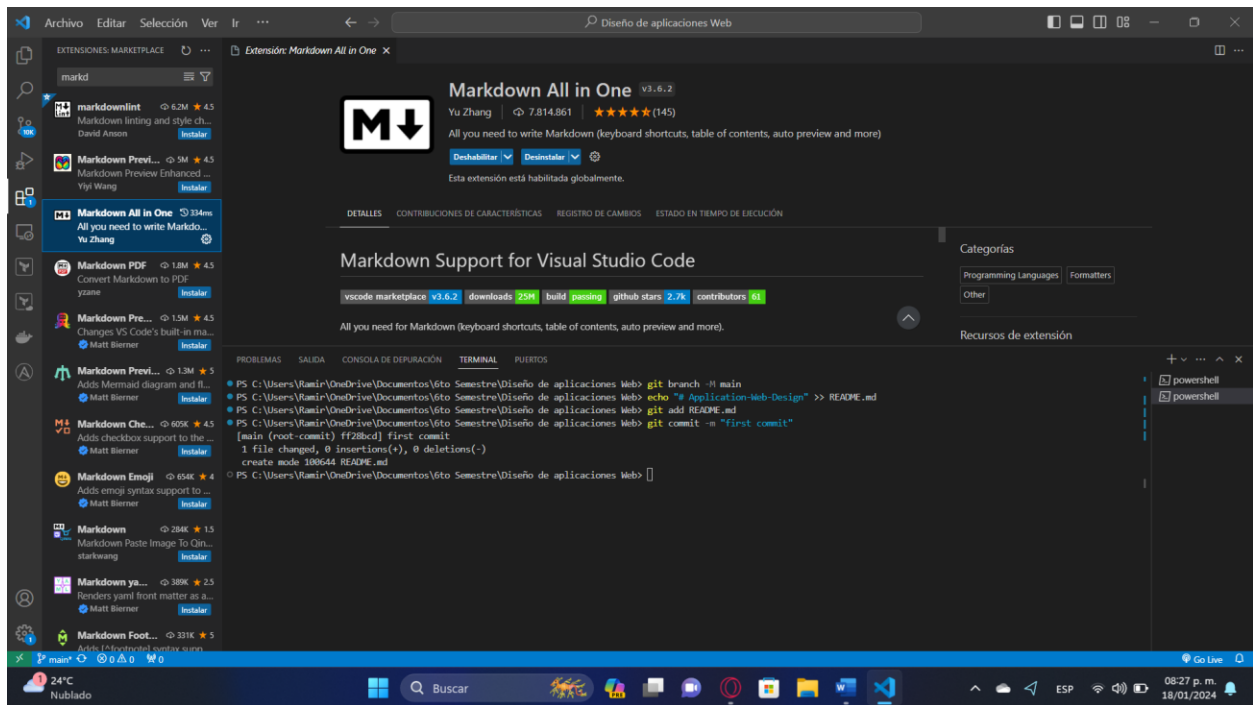 Archivo Editar Selección Ver Ir ···
Diseño de aplicaciones Web
EXTENSIONES: MARKETPLACE
markd
markdownlint 6.2M ★ 4.5
Markdown linting and style ch...
David Anson Instalar
Markdown Previ... 5M ★ 4.5
Markdown Preview Enhanced ...
Yiyi Wang Instalar
Markdown All in One 334ms
All you need to write Markdo...
Yu Zhang
Markdown PDF 1.8M ★ 4.5
Convert Markdown to PDF
yzane Instalar
Markdown Pre... 1.5M ★ 4.5
Changes VS Code's built-in ma...
Matt Bierner Instalar
Markdown Previ... 1.3M ★ 5
Adds Mermaid diagram and fl...
Matt Bierner Instalar
Markdown Che... 605K ★ 4.5
Adds checkbox support to the ...
Matt Bierner Instalar
Markdown Emoji 654K ★ 4
Adds emoji syntax support to ...
Matt Bierner Instalar
Markdown 284K ★ 1.5
Markdown Paste Image To Qin...
starkwang Instalar
Markdown ya... 389K ★ 2.5
Renders yaml front matter as a...
Matt Bierner Instalar
Markdown Foot... 331K ★ 5
Adds [^footnote] syntax supp...
Extensión: Markdown All in One
Markdown All in One v3.6.2
Yu Zhang 7.814.861 ★★★★★(145)
All you need to write Markdown (keyboard shortcuts, table of contents, auto preview and more)
Deshabilitar Desinstalar
Esta extensión está habilitada globalmente.
DETALLES CONTRIBUCIONES DE CARACTERÍSTICAS REGISTRO DE CAMBIOS ESTADO EN TIEMPO DE EJECUCIÓN
Markdown Support for Visual Studio Code
vscode marketplace v3.6.2 downloads 25M build passing github stars 2.7k contributors 61
All you need for Markdown (keyboard shortcuts, table of contents, auto preview and more).
Categorías
Programming Languages Formatters
Other
Recursos de extensión
PROBLEMAS SALIDA CONSOLA DE DEPURACIÓN TERMINAL PUERTOS
PS C:\Users\Ramir\OneDrive\Documentos\6to Semestre\Diseño de aplicaciones Web> git branch -M main
PS C:\Users\Ramir\OneDrive\Documentos\6to Semestre\Diseño de aplicaciones Web> echo "# Application-Web-Design" >> README.md
PS C:\Users\Ramir\OneDrive\Documentos\6to Semestre\Diseño de aplicaciones Web> git add README.md
PS C:\Users\Ramir\OneDrive\Documentos\6to Semestre\Diseño de aplicaciones Web> git commit -m "first commit"
[main (root-commit) ff28bcd] first commit
1 file changed, 0 insertions(+), 0 deletions(-)
create mode 100644 README.md
PS C:\Users\Ramir\OneDrive\Documentos\6to Semestre\Diseño de aplicaciones Web>
powershell
powershell
main* 0 0 0
Go Live
24°C
Nublado
Buscar
PRE
ESP
08:27 p. m.
18/01/2024